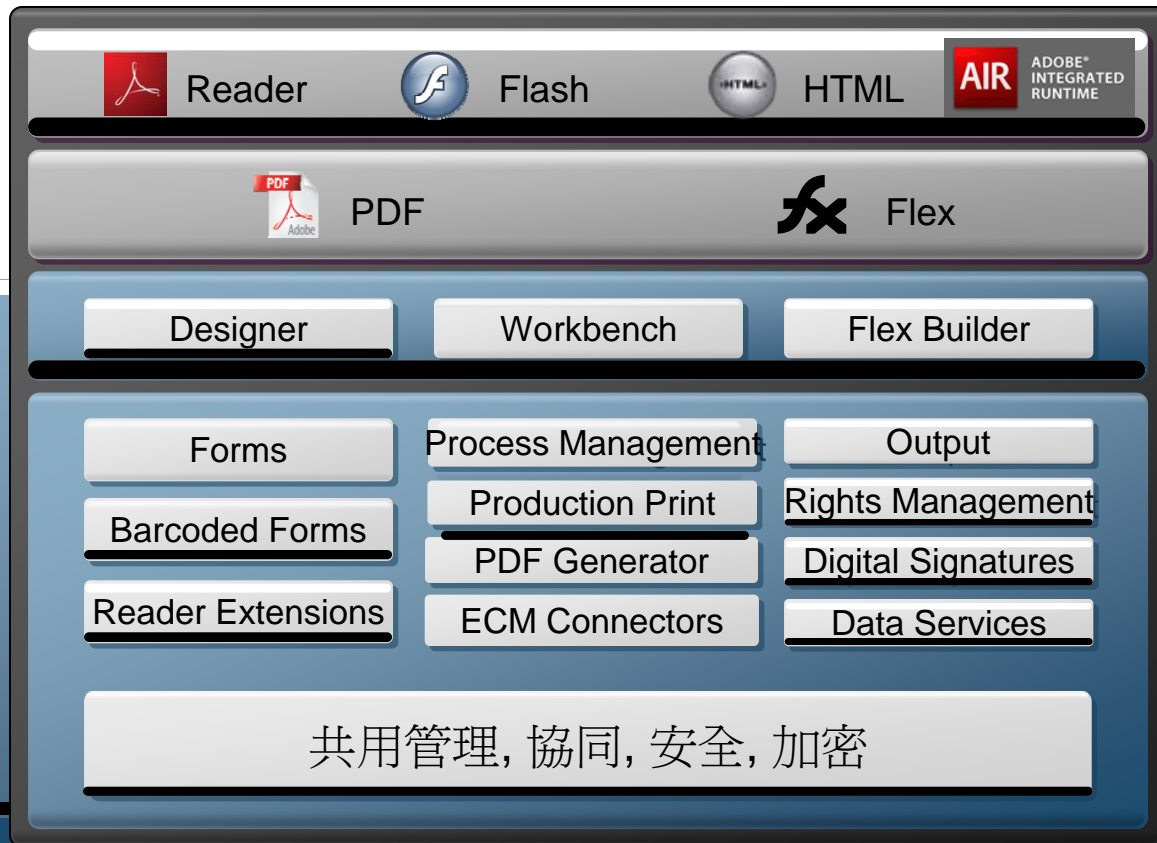 Reader
Flash
HTML
HTML
AIR
ADOBE®
INTEGRATED
RUNTIME
PDF
Adobe
PDF
fx
Flex
Designer
Workbench
Flex Builder
Forms
Process Management
Output
Barcoded Forms
Production Print
Rights Management
PDF Generator
Digital Signatures
Reader Extensions
ECM Connectors
Data Services
共用管理, 協同, 安全, 加密